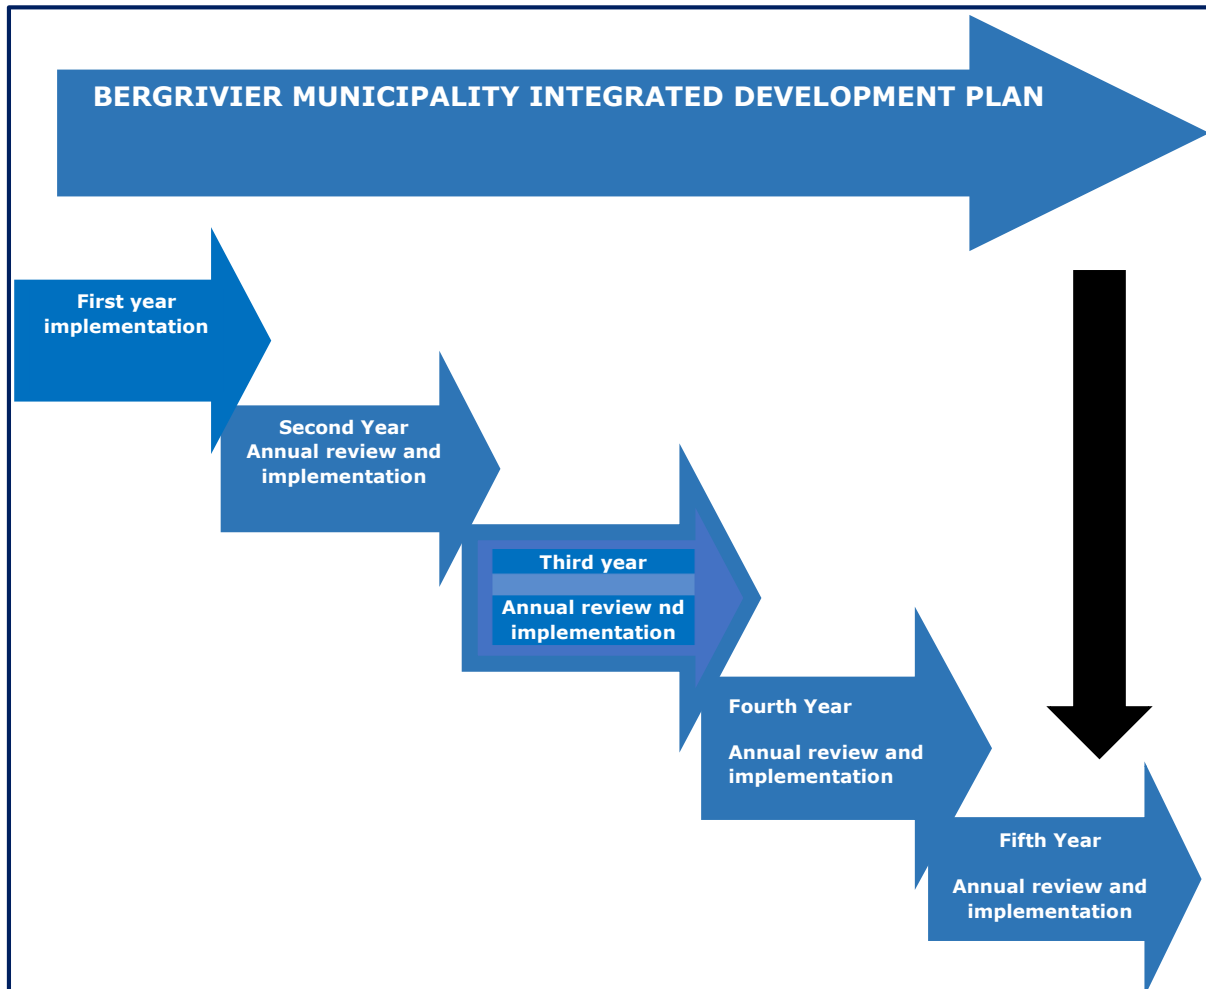 BERGRIVIER MUNICIPALITY INTEGRATED DEVELOPMENT PLAN
First year
implementation
Second Year
Annual review and
implementation
Third year
Annual review nd
implementation
Fourth Year
Annual review and
implementation
Fifth Year
Annual review and
implementation